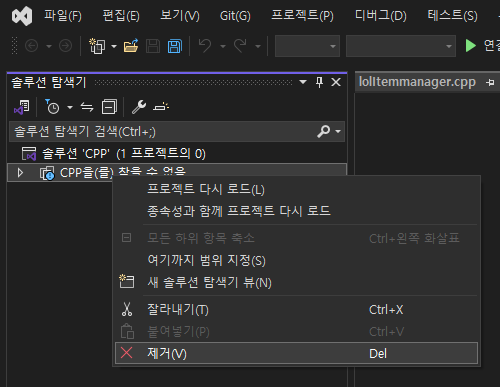 파일(F) 편집(E) 보기(V) Git(G) 프로젝트(P) 디버그(D) 테스트(S)
연결
솔루션 탐색기
lolItemmanager.cpp
솔루션 탐색기 검색(Ctrl+;)
솔루션 'CPP' (1 프로젝트의 0)
CPP을(를) 찾을 수 없음
프로젝트 다시 로드(L)
종속성과 함께 프로젝트 다시 로드
모든 하위 항목 축소 Ctrl+왼쪽 화살표
여기까지 범위 지정(S)
새 솔루션 탐색기 뷰(N)
잘라내기(T) Ctrl+X
붙여넣기(P) Ctrl+V
제거(V) Del